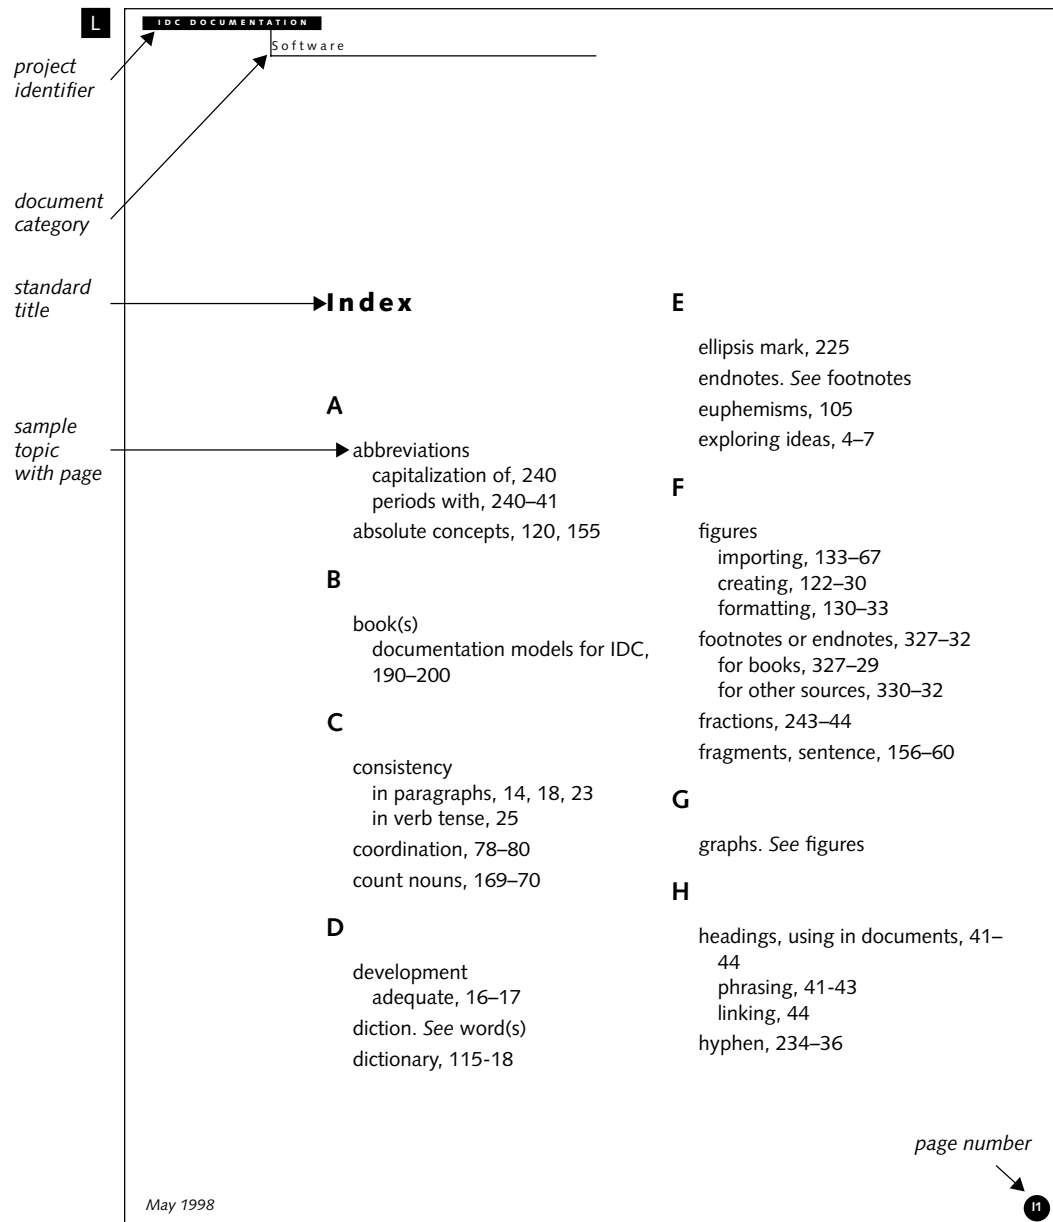 L
IDC DOCUMENTATION
Software
project
identifier
document
category
standard
title
sample
topic
with page
Index
A
abbreviations
capitalization of, 240
periods with, 240–41
absolute concepts, 120, 155
B
book(s)
documentation models for IDC,
190–200
C
consistency
in paragraphs, 14, 18, 23
in verb tense, 25
coordination, 78–80
count nouns, 169–70
D
development
adequate, 16–17
diction. See word(s)
dictionary, 115-18
E
ellipsis mark, 225
endnotes. See footnotes
euphemisms, 105
exploring ideas, 4–7
F
figures
importing, 133–67
creating, 122–30
formatting, 130–33
footnotes or endnotes, 327–32
for books, 327–29
for other sources, 330–32
fractions, 243–44
fragments, sentence, 156–60
G
graphs. See figures
H
headings, using in documents, 41–
44
phrasing, 41-43
linking, 44
hyphen, 234–36
page number
May 1998
I1